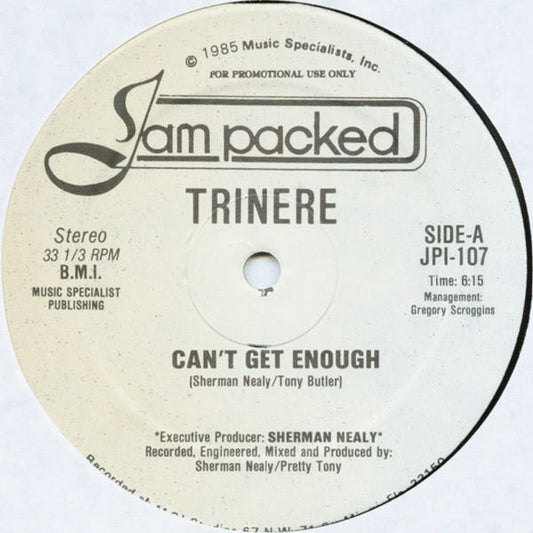 © 1985 Music Specialists, Inc.
FOR PROMOTIONAL USE ONLY
Jam packed
TRINERE
Stereo
33 1/3 RPM
B.M.I.
MUSIC SPECIALIST
PUBLISHING
SIDE-A
JPI-107
Time: 6:15
Management:
Gregory Scroggins
CAN'T GET ENOUGH
(Sherman Nealy/Tony Butler)
*Executive Producer: SHERMAN NEALY*
Recorded, Engineered, Mixed and Produced by:
Sherman Nealy/Pretty Tony
Recorded at